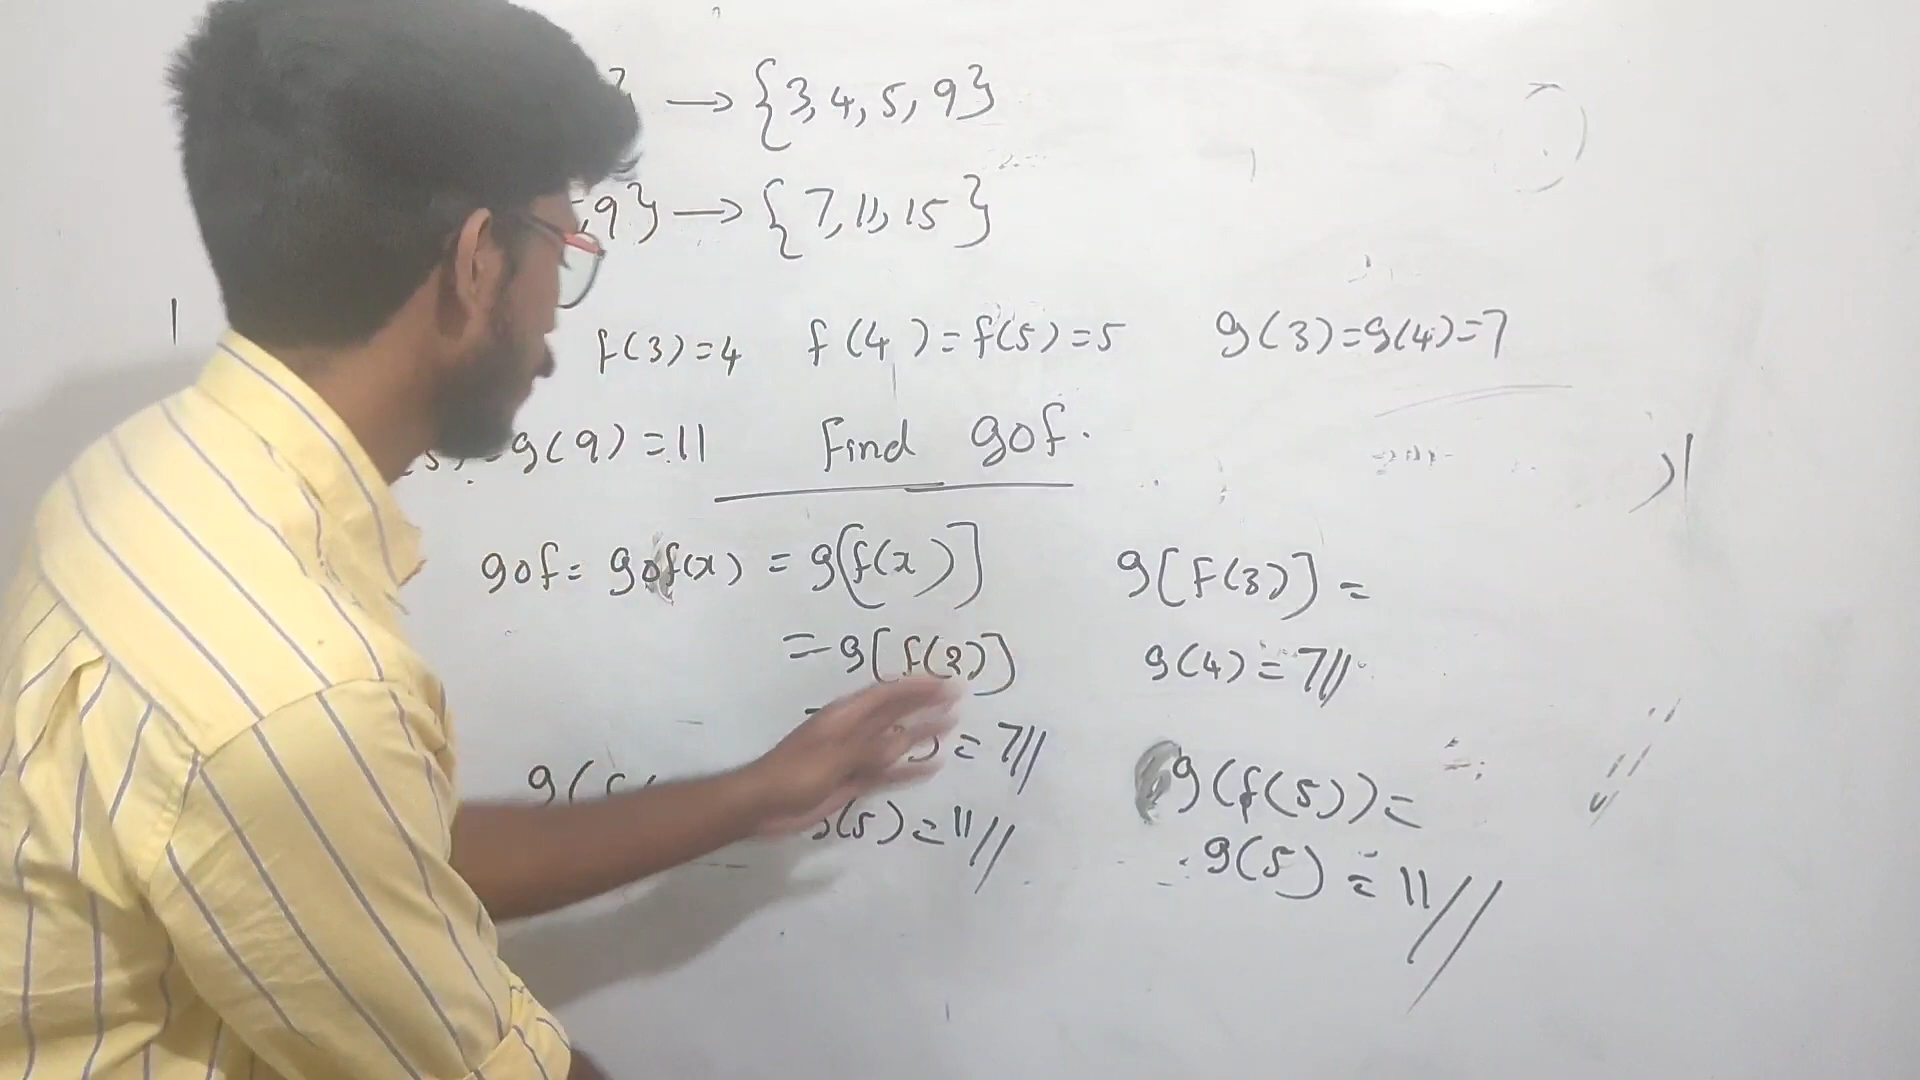 } → {3, 4, 5, 9}
,9} → {7, 11, 15}
f(3)=4 f(4)=f(5)=5 g(3)=g(4)=7
g(9)=11 Find gof.
gof = gof(x) = g[f(x)] g[f(3)] =
= g[f(2)] g(4) = 7//
= 7// g(f(5)) =
(5) = 11// g(5) = 11//